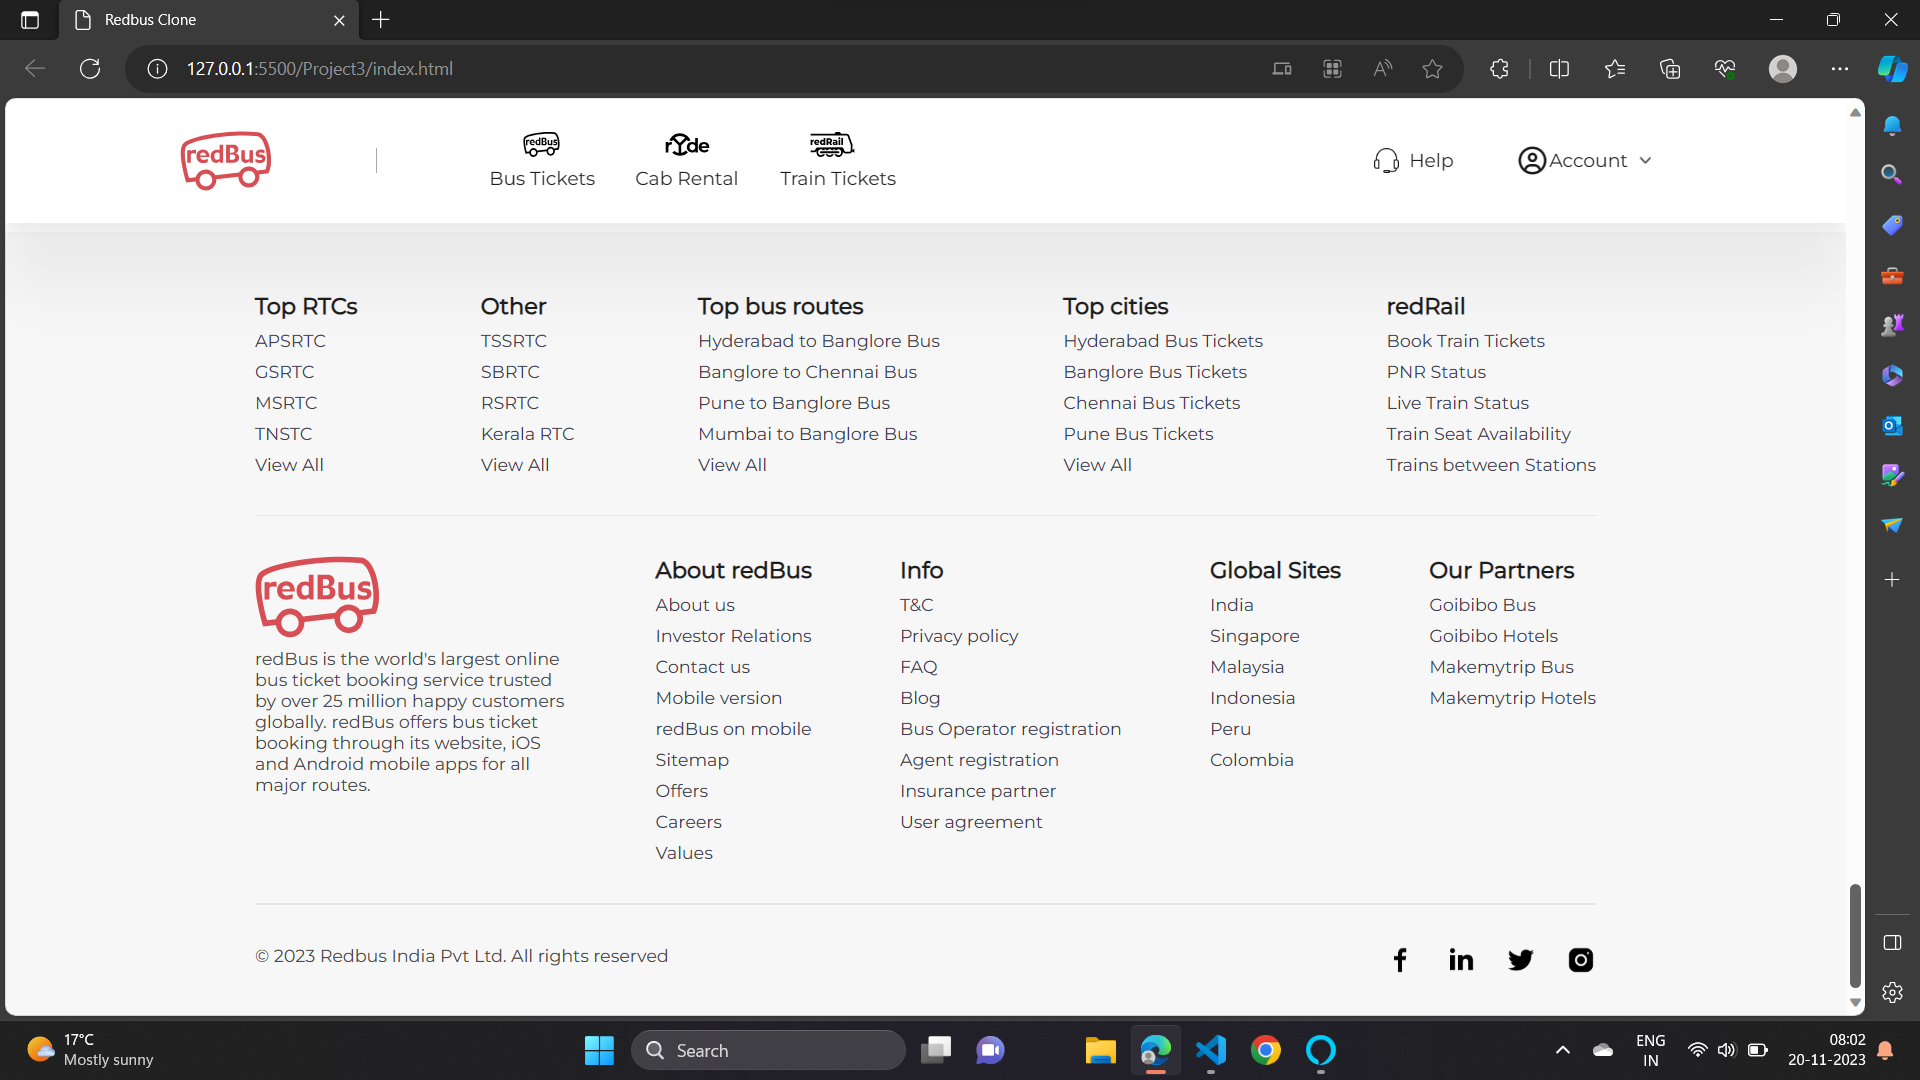 Redbus Clone
127.0.0.1:5500/Project3/index.html
redBus
redBus
rYde
redRail
Bus Tickets
Cab Rental
Train Tickets
Help
Account
Top RTCs
APSRTC
GSRTC
MSRTC
TNSTC
View All
Other
TSSRTC
SBRTC
RSRTC
Kerala RTC
View All
Top bus routes
Hyderabad to Banglore Bus
Banglore to Chennai Bus
Pune to Banglore Bus
Mumbai to Banglore Bus
View All
Top cities
Hyderabad Bus Tickets
Banglore Bus Tickets
Chennai Bus Tickets
Pune Bus Tickets
View All
redRail
Book Train Tickets
PNR Status
Live Train Status
Train Seat Availability
Trains between Stations
redBus
redBus is the world's largest online
bus ticket booking service trusted
by over 25 million happy customers
globally. redBus offers bus ticket
booking through its website, iOS
and Android mobile apps for all
major routes.
About redBus
About us
Investor Relations
Contact us
Mobile version
redBus on mobile
Sitemap
Offers
Careers
Values
Info
T&C
Privacy policy
FAQ
Blog
Bus Operator registration
Agent registration
Insurance partner
User agreement
Global Sites
India
Singapore
Malaysia
Indonesia
Peru
Colombia
Our Partners
Goibibo Bus
Goibibo Hotels
Makemytrip Bus
Makemytrip Hotels
© 2023 Redbus India Pvt Ltd. All rights reserved
17°C
Mostly sunny
Search
ENG
IN
08:02
20-11-2023